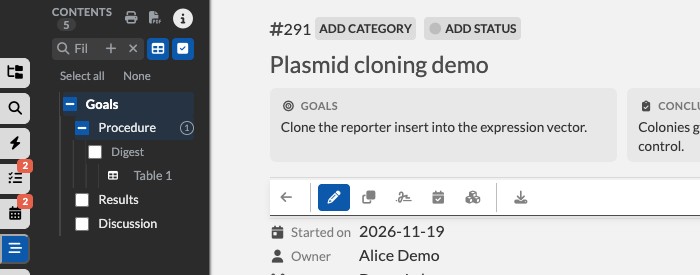 CONTENTS
5
Fil
Select all None
Goals
Procedure 1
Digest
Table 1
Results
Discussion
2
2
#291 ADD CATEGORY ADD STATUS
Plasmid cloning demo
GOALS
Clone the reporter insert into the expression vector.
CONCLU
Colonies g
control.
Started on 2026-11-19
Owner Alice Demo